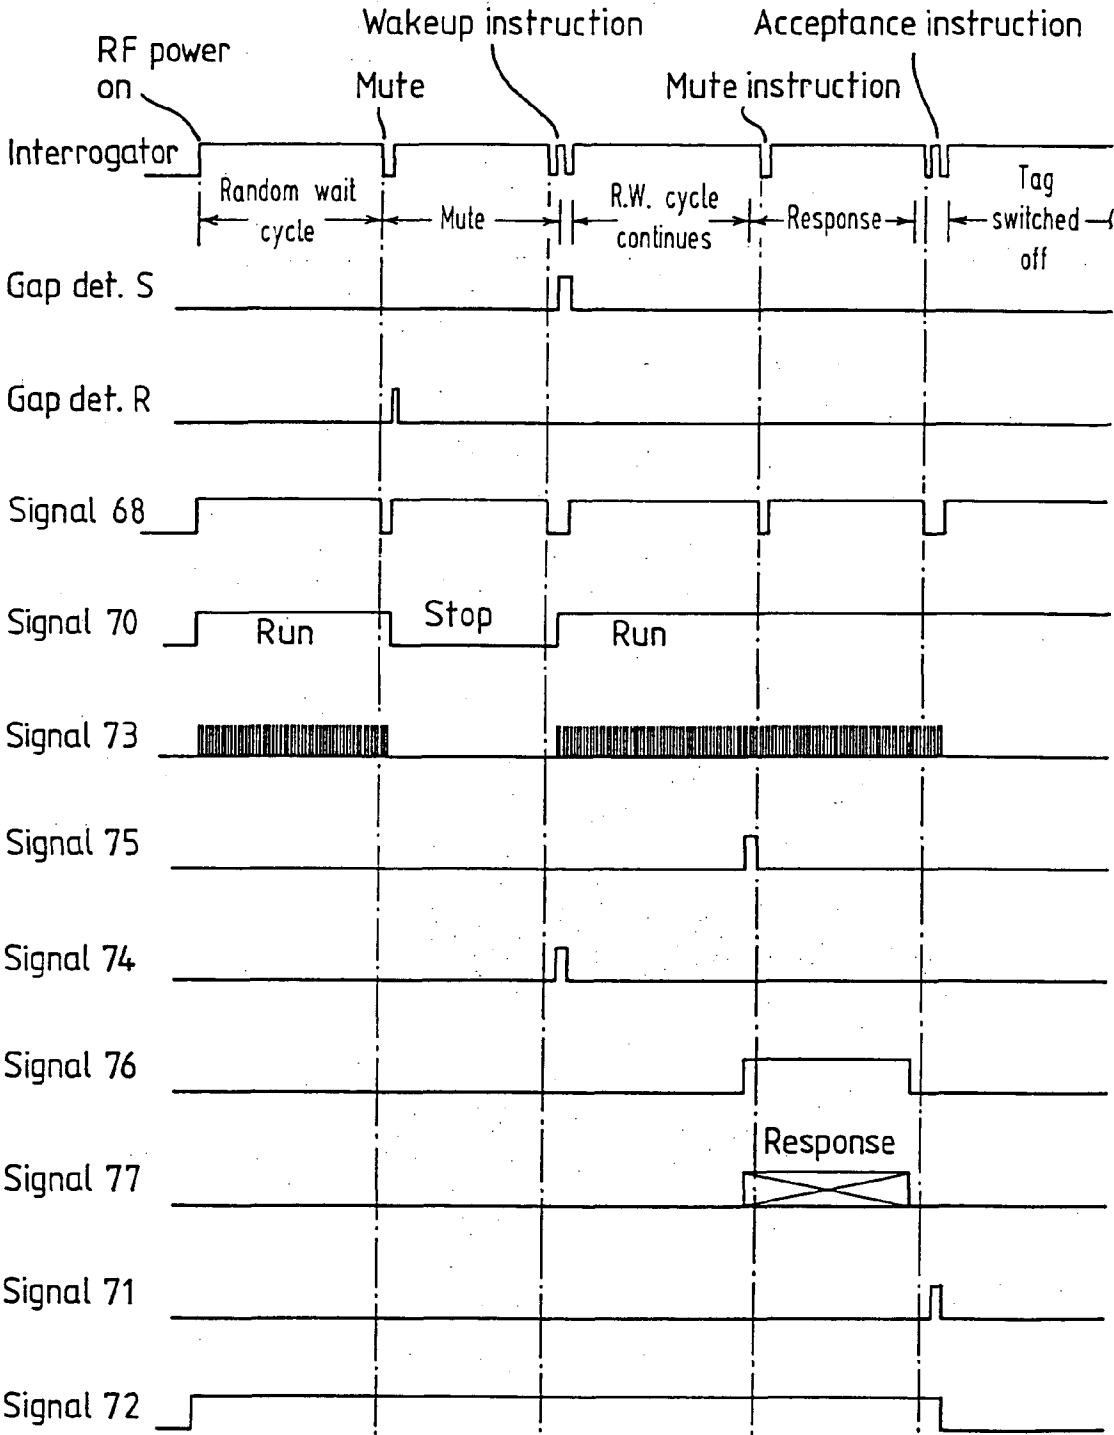 Wakeup instruction
Acceptance instruction
RF power
on
Mute
Mute instruction
Interrogator
Random wait
cycle
Mute
R.W. cycle
continues
Response
Tag
switched
off
Gap det. S
Gap det. R
Signal 68
Signal 70
Run
Stop
Run
Signal 73
Signal 75
Signal 74
Signal 76
Response
Signal 77
Signal 71
Signal 72